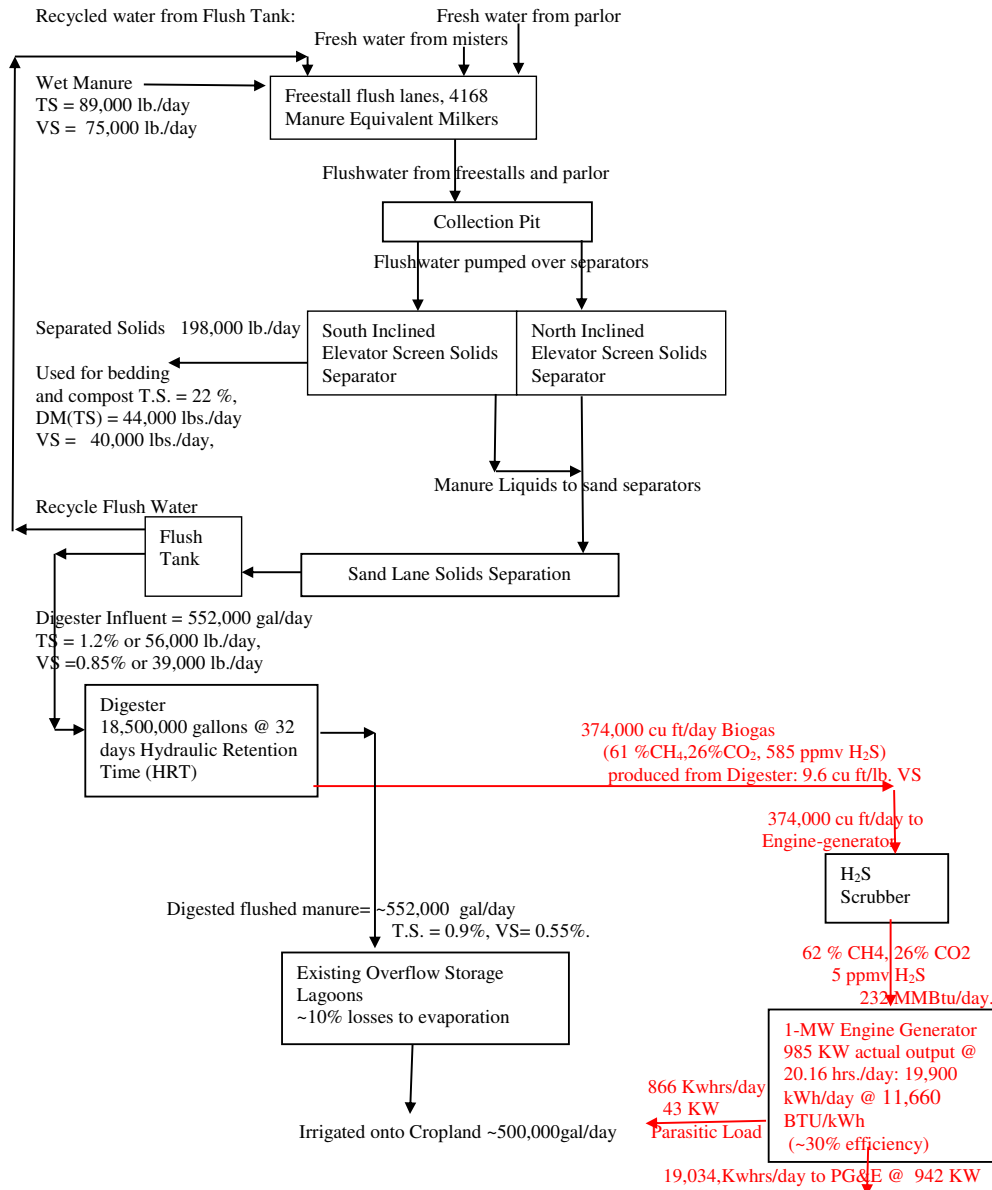 Recycled water from Flush Tank:
Fresh water from parlor
Fresh water from misters
Wet Manure
TS = 89,000 lb./day
VS = 75,000 lb./day
Freestall flush lanes, 4168
Manure Equivalent Milkers
Flushwater from freestalls and parlor
Collection Pit
Flushwater pumped over separators
Separated Solids 198,000 lb./day
South Inclined
Elevator Screen Solids
Separator
North Inclined
Elevator Screen Solids
Separator
Used for bedding
and compost T.S. = 22 %,
DM(TS) = 44,000 lbs./day
VS = 40,000 lbs./day,
Manure Liquids to sand separators
Recycle Flush Water
Flush
Tank
Sand Lane Solids Separation
Digester Influent = 552,000 gal/day
TS = 1.2% or 56,000 lb./day,
VS =0.85% or 39,000 lb./day
Digester
18,500,000 gallons @ 32
days Hydraulic Retention
Time (HRT)
374,000 cu ft/day Biogas
(61 %CH₄,26%CO₂, 585 ppmv H₂S)
produced from Digester: 9.6 cu ft/lb. VS
374,000 cu ft/day to
Engine-generator
H₂S
Scrubber
Digested flushed manure= ~552,000 gal/day
T.S. = 0.9%, VS= 0.55%.
62 % CH4, 26% CO2
5 ppmv H₂S
232 MMBtu/day.
Existing Overflow Storage
Lagoons
~10% losses to evaporation
1-MW Engine Generator
985 KW actual output @
20.16 hrs./day: 19,900
kWh/day @ 11,660
BTU/kWh
(~30% efficiency)
866 Kwhrs/day
43 KW
Parasitic Load
Irrigated onto Cropland ~500,000gal/day
19,034,Kwhrs/day to PG&E @ 942 KW